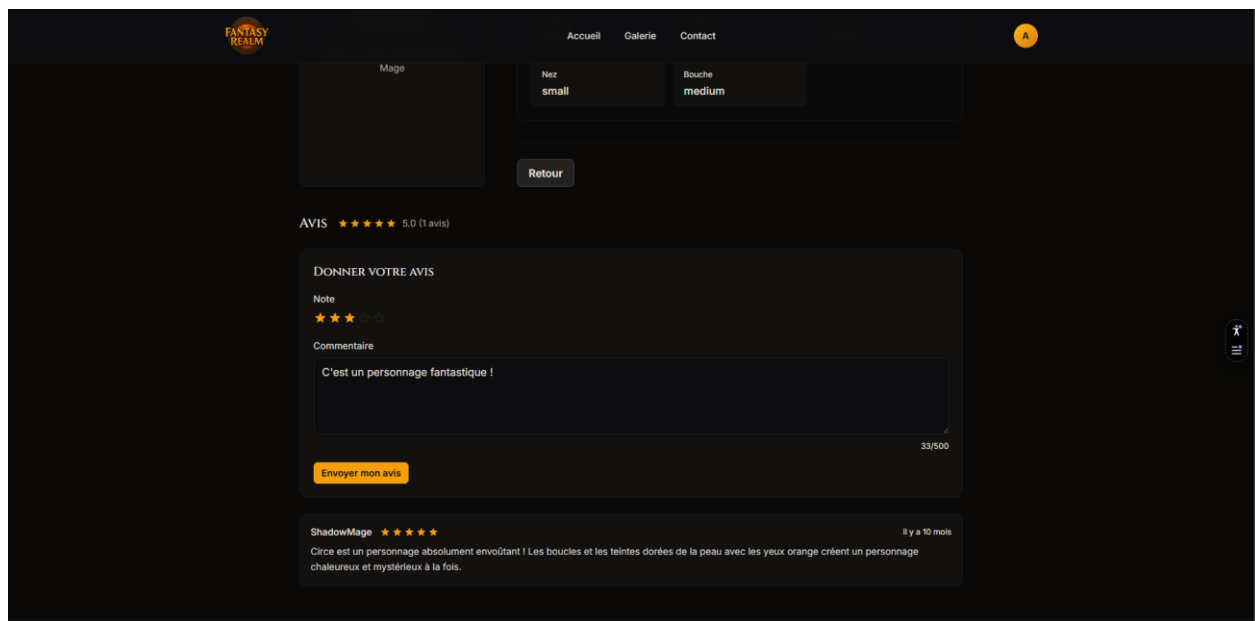 FANTASY
REALM
Accueil
Galerie
Contact
A
Mage
Nez
small
Bouche
medium
Retour
Avis 5.0 (1 avis)
Donner votre avis
Note
Commentaire
C'est un personnage fantastique !
33/500
Envoyer mon avis
ShadowMage
il y a 10 mois
Circe est un personnage absolument envoûtant ! Les boucles et les teintes dorées de la peau avec les yeux orange créent un personnage
chaleureux et mystérieux à la fois.